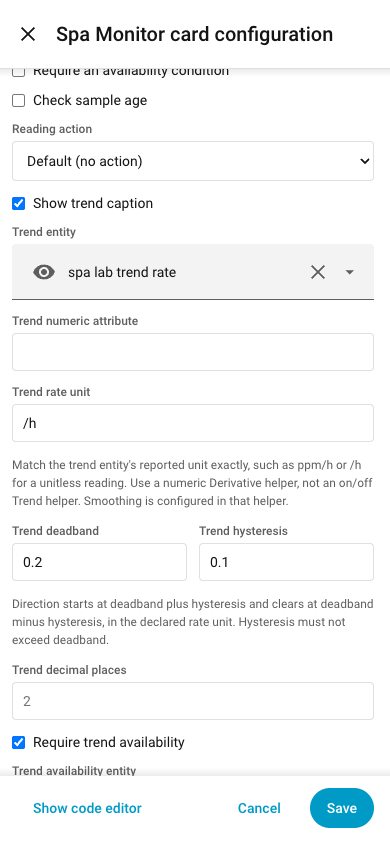 Spa Monitor card configuration
Require an availability condition
Check sample age
Reading action
Default (no action)
Show trend caption
Trend entity
spa lab trend rate
Trend numeric attribute
Trend rate unit
/h
Match the trend entity's reported unit exactly, such as ppm/h or /h
for a unitless reading. Use a numeric Derivative helper, not an on/off
Trend helper. Smoothing is configured in that helper.
Trend deadband
Trend hysteresis
0.2
0.1
Direction starts at deadband plus hysteresis and clears at deadband
minus hysteresis, in the declared rate unit. Hysteresis must not
exceed deadband.
Trend decimal places
2
Require trend availability
Trend availability entity
Show code editor
Cancel
Save